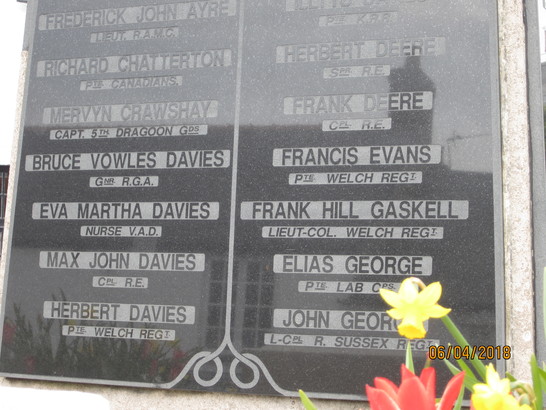 FREDERICK JOHN AYRE
LIEUT. R.A.M.C.
RICHARD CHATTERTON
PTE CANADIANS.
MERVYN CRAWSHAY
CAPT. 5TH DRAGOON GDS
BRUCE VOWLES DAVIES
GNR R.G.A.
EVA MARTHA DAVIES
NURSE V.A.D.
MAX JOHN DAVIES
CPL R.E.
HERBERT DAVIES
PTE WELCH REGT.
PTE K.R.R.
HERBERT DEERE
R.E.
FRANK DEERE
CPL R.E.
FRANCIS EVANS
PTE WELCH REGT.
FRANK HILL GASKELL
LIEUT-COL. WELCH REGT.
ELIAS GEORGE
PTE LAB CPS.
JOHN GEORG
L-CPL R. SUSSEX REGT.
06/04/2018